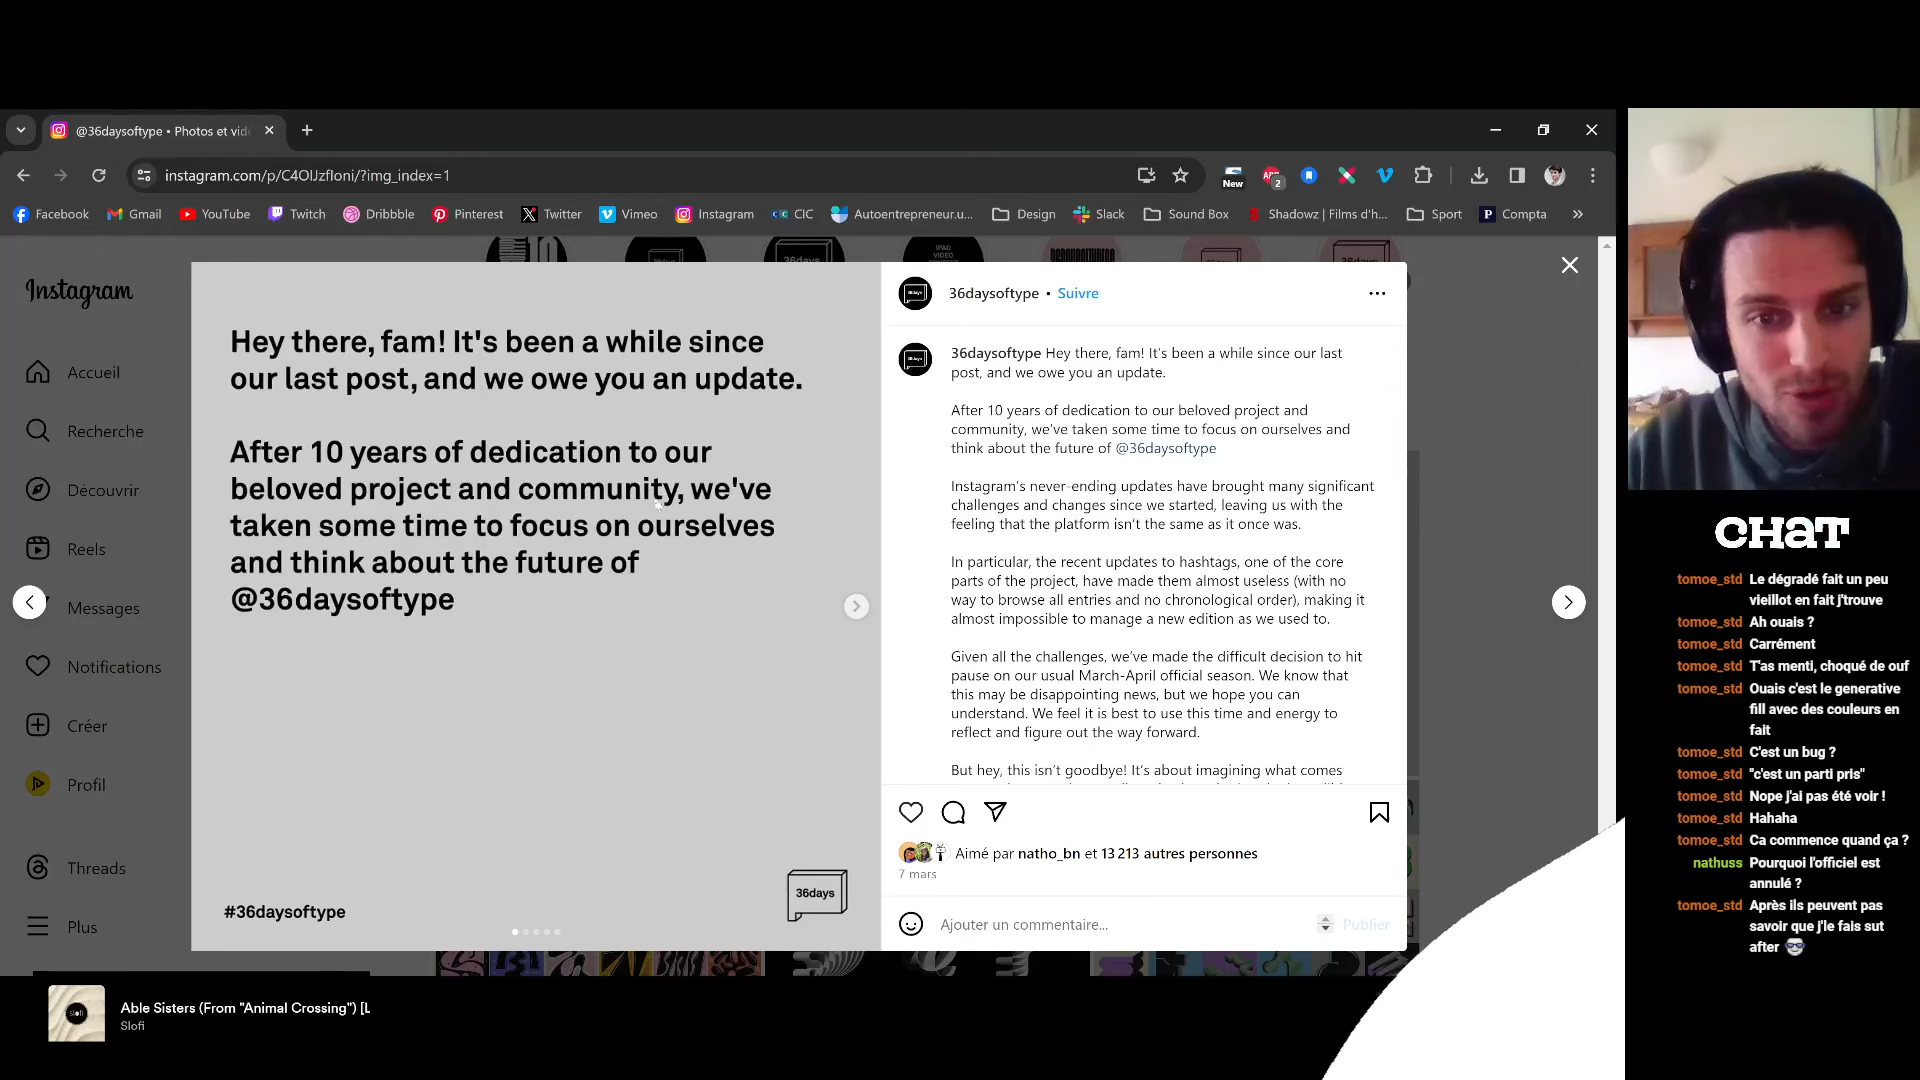 @36daysoftype • Photos et vid
instagram.com/p/C4OIJzfIoni/?img_index=1
New
2
Facebook
Gmail
YouTube
Twitch
Dribbble
Pinterest
Twitter
Vimeo
Instagram
CIC
Autoentrepreneur.u...
Design
Slack
Sound Box
Shadowz | Films d'h...
Sport
Compta
»
Instagram
Accueil
Recherche
Découvrir
Reels
Messages
Notifications
Créer
Profil
Threads
Plus
Hey there, fam! It's been a while since
our last post, and we owe you an update.
After 10 years of dedication to our
beloved project and community, we've
taken some time to focus on ourselves
and think about the future of
@36daysoftype
#36daysoftype
36days
36daysoftype • Suivre
36daysoftype Hey there, fam! It's been a while since our last
post, and we owe you an update.
After 10 years of dedication to our beloved project and
community, we've taken some time to focus on ourselves and
think about the future of @36daysoftype
Instagram's never-ending updates have brought many significant
challenges and changes since we started, leaving us with the
feeling that the platform isn't the same as it once was.
In particular, the recent updates to hashtags, one of the core
parts of the project, have made them almost useless (with no
way to browse all entries and no chronological order), making it
almost impossible to manage a new edition as we used to.
Given all the challenges, we've made the difficult decision to hit
pause on our usual March-April official season. We know that
this may be disappointing news, but we hope you can
understand. We feel it is best to use this time and energy to
reflect and figure out the way forward.
But hey, this isn't goodbye! It's about imagining what comes
Aimé par natho_bn et 13 213 autres personnes
7 mars
Ajouter un commentaire...
Publier
CHAT
tomoe_std Le dégradé fait un peu
vieillot en fait j'trouve
tomoe_std Ah ouais ?
tomoe_std Carrément
tomoe_std T'as menti, choqué de ouf
tomoe_std Ouais c'est le generative
fill avec des couleurs en
fait
tomoe_std C'est un bug ?
tomoe_std "c'est un parti pris"
tomoe_std Nope j'ai pas été voir !
tomoe_std Hahaha
tomoe_std Ca commence quand ça ?
nathuss Pourquoi l'officiel est
annulé ?
tomoe_std Après ils peuvent pas
savoir que j'le fais sut
after
slofi
Able Sisters (From "Animal Crossing") [L
Slofi